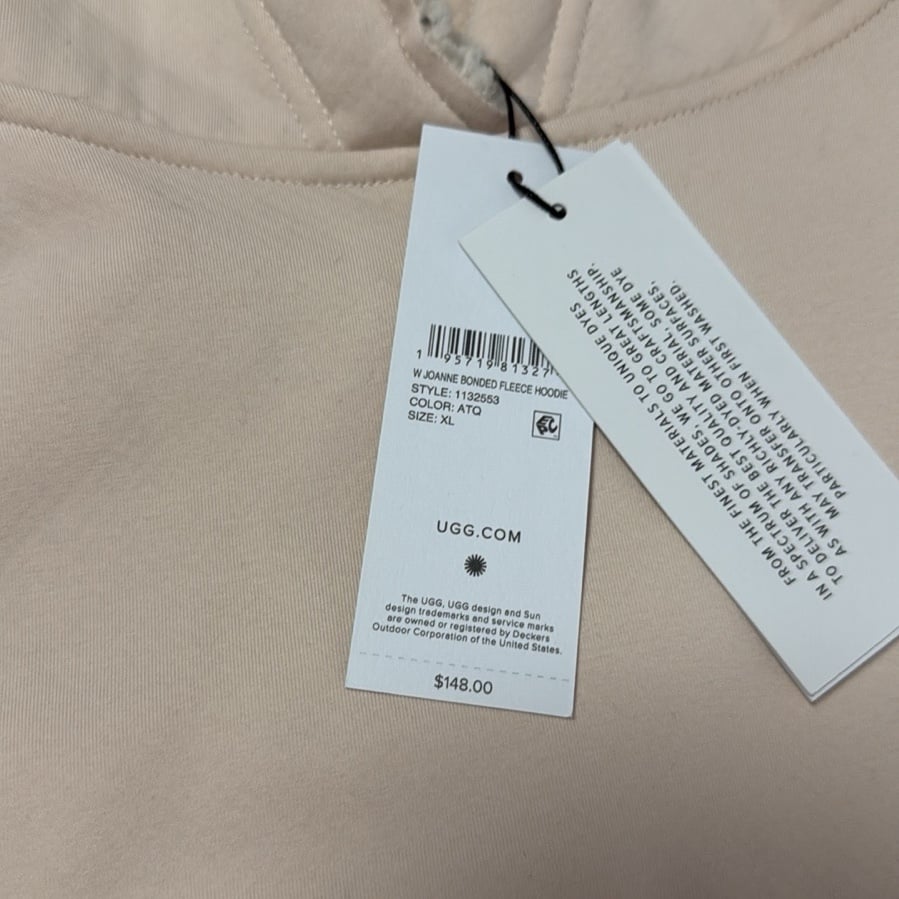 1 95719 81327
W JOANNE BONDED FLEECE HOODIE
STYLE: 1132553
COLOR: ATQ
SIZE: XL
UGG.COM
The UGG, UGG design and Sun
design trademarks and service marks
are owned or registered by Deckers
Outdoor Corporation of the United States.
$148.00
FROM THE FINEST MATERIALS TO UNIQUE DYES
IN A SPECTRUM OF SHADES, WE GO TO GREAT LENGTHS
TO DELIVER THE BEST QUALITY AND CRAFTSMANSHIP.
AS WITH ANY RICHLY-DYED MATERIAL, SOME DYE
MAY TRANSFER ONTO OTHER SURFACES,
PARTICULARLY WHEN FIRST WASHED.